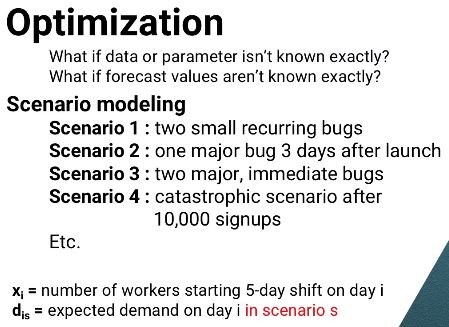 Optimization
What if data or parameter isn't known exactly?
What if forecast values aren't known exactly?
Scenario modeling
Scenario 1 : two small recurring bugs
Scenario 2 : one major bug 3 days after launch
Scenario 3 : two major, immediate bugs
Scenario 4 : catastrophic scenario after
10,000 signups
Etc.
xi = number of workers starting 5-day shift on day i
dis = expected demand on day i in scenario s